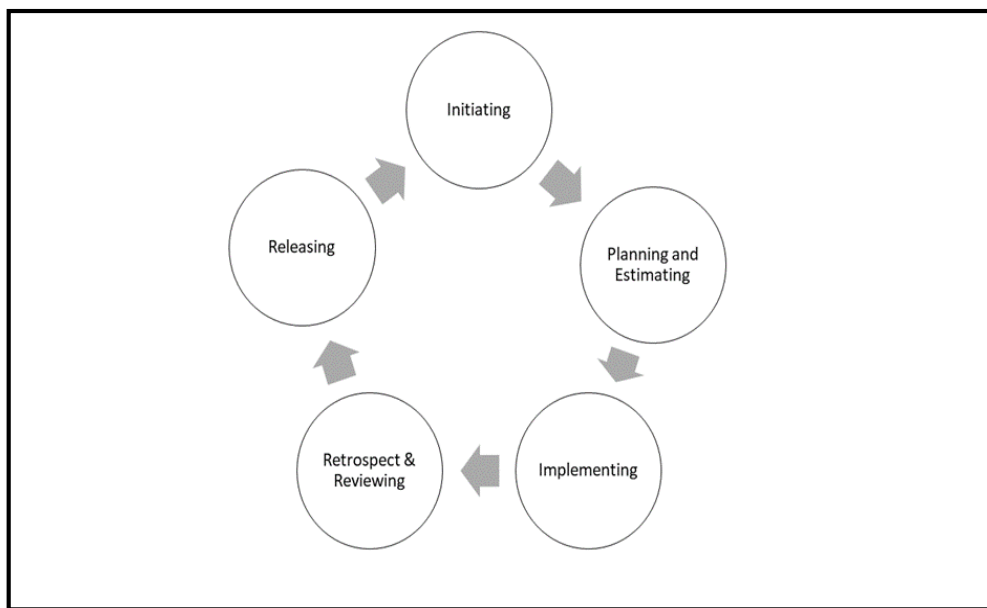 Initiating
Planning and
Estimating
Implementing
Retrospect &
Reviewing
Releasing